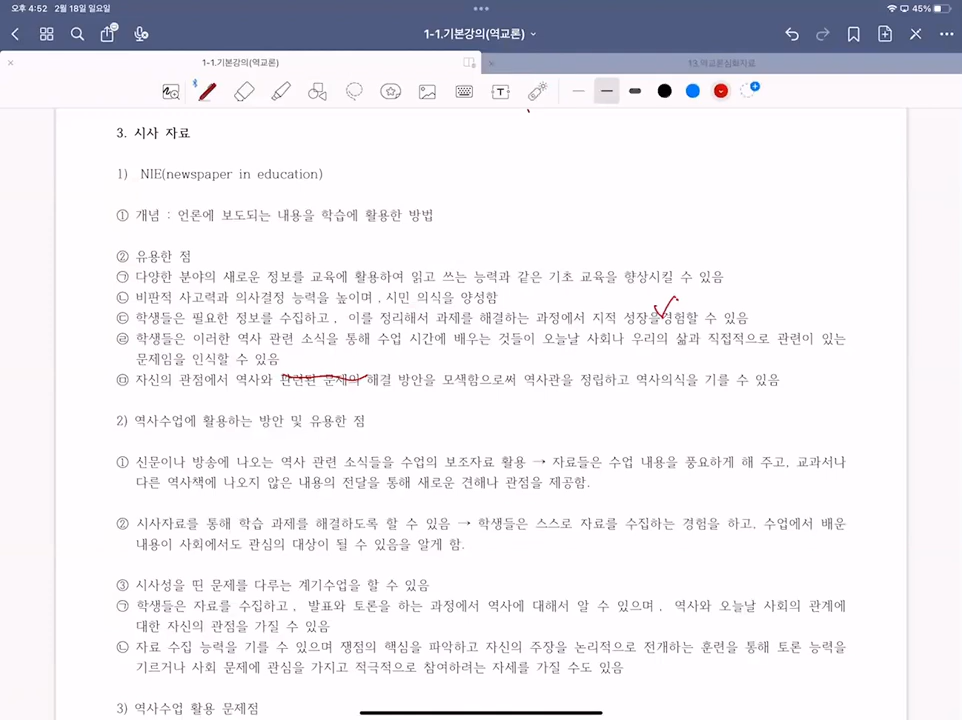 오후 4:52 2월 18일 일요일
45%
1-1.기본강의(역교론)
1-1.기본강의(역교론)
13.역교론심화자료
3. 시사 자료
1) NIE(newspaper in education)
① 개념 : 언론에 보도되는 내용을 학습에 활용한 방법
② 유용한 점
㉠ 다양한 분야의 새로운 정보를 교육에 활용하여 읽고 쓰는 능력과 같은 기초 교육을 향상시킬 수 있음
㉡ 비판적 사고력과 의사결정 능력을 높이며, 시민 의식을 양성함
㉢ 학생들은 필요한 정보를 수집하고, 이를 정리해서 과제를 해결하는 과정에서 지적 성장을 경험할 수 있음
㉣ 학생들은 이러한 역사 관련 소식을 통해 수업 시간에 배우는 것들이 오늘날 사회나 우리의 삶과 직접적으로 관련이 있는
문제임을 인식할 수 있음
㉤ 자신의 관점에서 역사와 관련된 문제의 해결 방안을 모색함으로써 역사관을 정립하고 역사의식을 기를 수 있음
2) 역사수업에 활용하는 방안 및 유용한 점
① 신문이나 방송에 나오는 역사 관련 소식들을 수업의 보조자료 활용 → 자료들은 수업 내용을 풍요하게 해 주고, 교과서나
다른 역사책에 나오지 않은 내용의 전달을 통해 새로운 견해나 관점을 제공함.
② 시사자료를 통해 학습 과제를 해결하도록 할 수 있음 → 학생들은 스스로 자료를 수집하는 경험을 하고, 수업에서 배운
내용이 사회에서도 관심의 대상이 될 수 있음을 알게 함.
③ 시사성을 띤 문제를 다루는 계기수업을 할 수 있음
㉠ 학생들은 자료를 수집하고, 발표와 토론을 하는 과정에서 역사에 대해서 알 수 있으며, 역사와 오늘날 사회의 관계에
대한 자신의 관점을 가질 수 있음
㉡ 자료 수집 능력을 기를 수 있으며 쟁점의 핵심을 파악하고 자신의 주장을 논리적으로 전개하는 훈련을 통해 토론 능력을
기르거나 사회 문제에 관심을 가지고 적극적으로 참여하려는 자세를 가질 수도 있음
3) 역사수업 활용 문제점